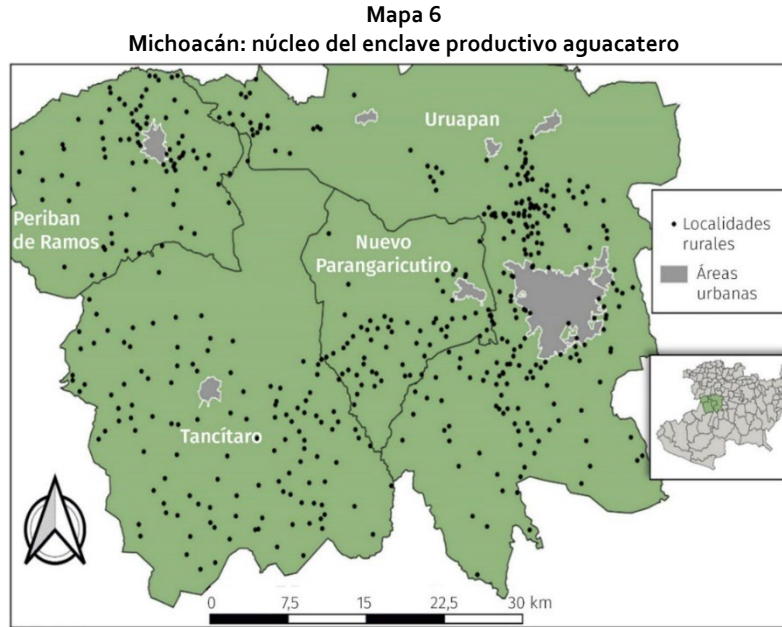 Mapa 6
Michoacán: núcleo del enclave productivo aguacatero
Uruapan
Periban
de Ramos
Nuevo
Parangaricutiro
Tancítaro
Localidades
rurales
Áreas
urbanas
0 7,5 15 22,5 30 km